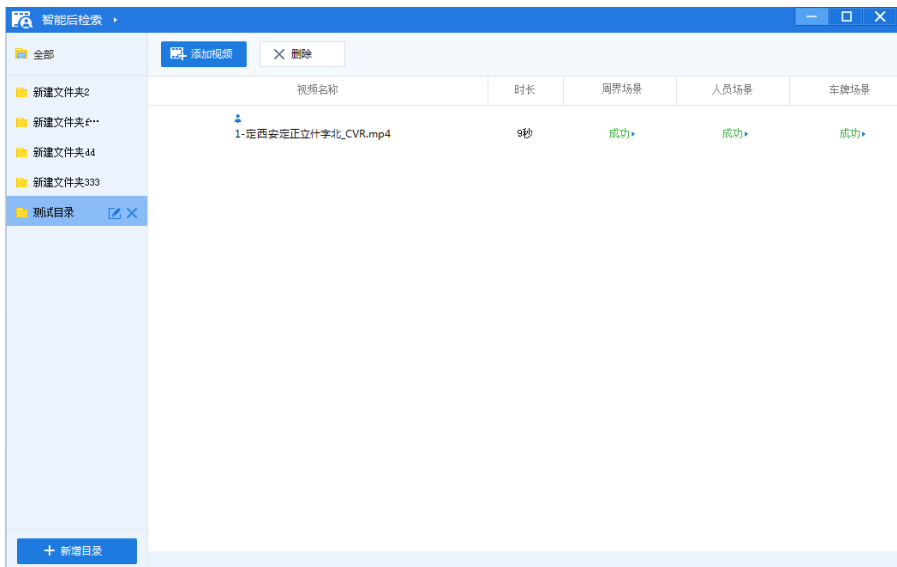 智能后检索
全部
添加视频
删除
视频名称
时长
周界场景
人员场景
车牌场景
新建文件夹2
新建文件夹f…
新建文件夹dd
新建文件夹333
测试目录
1-定西安定正立什字北_CVR.mp4
9秒
成功
成功
成功
新增目录